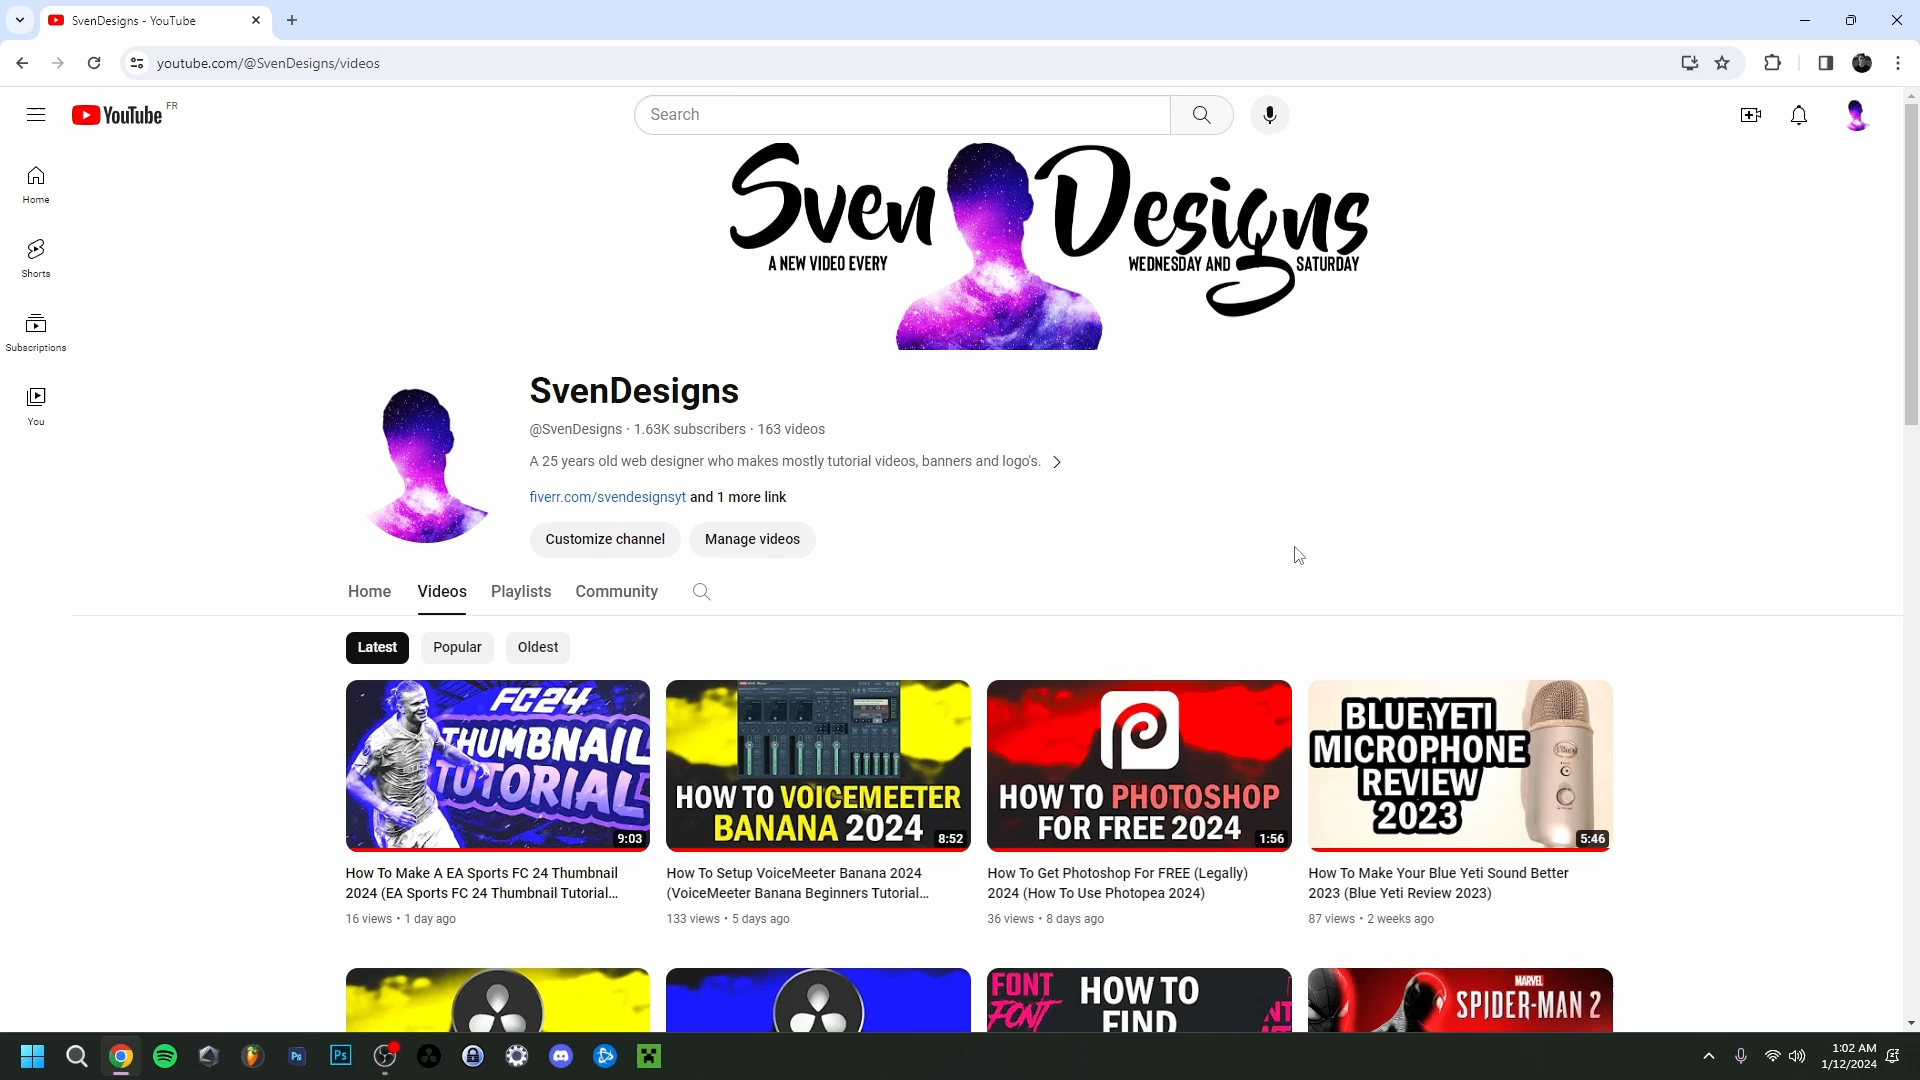 SvenDesigns - YouTube
youtube.com/@SvenDesigns/videos
YouTube FR
Search
Home
Shorts
Subscriptions
You
Sven Designs
A NEW VIDEO EVERY WEDNESDAY AND SATURDAY
SvenDesigns
@SvenDesigns · 1.63K subscribers · 163 videos
A 25 years old web designer who makes mostly tutorial videos, banners and logo's.
fiverr.com/svendesignsyt and 1 more link
Customize channel Manage videos
Home Videos Playlists Community
Latest Popular Oldest
FC24
THUMBNAIL
TUTORIAL
9:03
How To Make A EA Sports FC 24 Thumbnail
2024 (EA Sports FC 24 Thumbnail Tutorial...
16 views • 1 day ago
HOW TO VOICEMEETER
BANANA 2024
8:52
How To Setup VoiceMeeter Banana 2024
(VoiceMeeter Banana Beginners Tutorial...
133 views • 5 days ago
HOW TO PHOTOSHOP
FOR FREE 2024
1:56
How To Get Photoshop For FREE (Legally)
2024 (How To Use Photopea 2024)
36 views • 8 days ago
BLUE YETI
MICROPHONE
REVIEW
2023
5:46
How To Make Your Blue Yeti Sound Better
2023 (Blue Yeti Review 2023)
87 views • 2 weeks ago
FONT
FONT
HOW TO
FIND
MARVEL
SPIDER-MAN 2
Ps
Ps
1:02 AM
1/12/2024